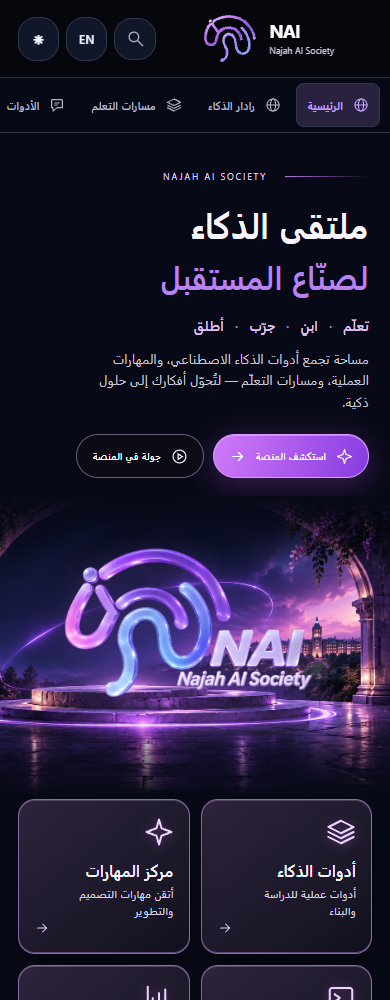 NAI
Najah AI Society
EN
الرئيسية
رادار الذكاء
مسارات التعلم
الأدوات
NAJAH AI SOCIETY
ملتقى الذكاء
لصنّاع المستقبل
تعلّم · ابنِ · جرّب · أطلق
مساحة تجمع أدوات الذكاء الاصطناعي، والمهارات
العملية، ومسارات التعلّم — لتُحوّل أفكارك إلى حلول
ذكية.
استكشف المنصة
جولة في المنصة
NAI
Najah AI Society
أدوات الذكاء
أدوات عملية للدراسة
والبناء
مركز المهارات
أتقن مهارات التصميم
والتطوير